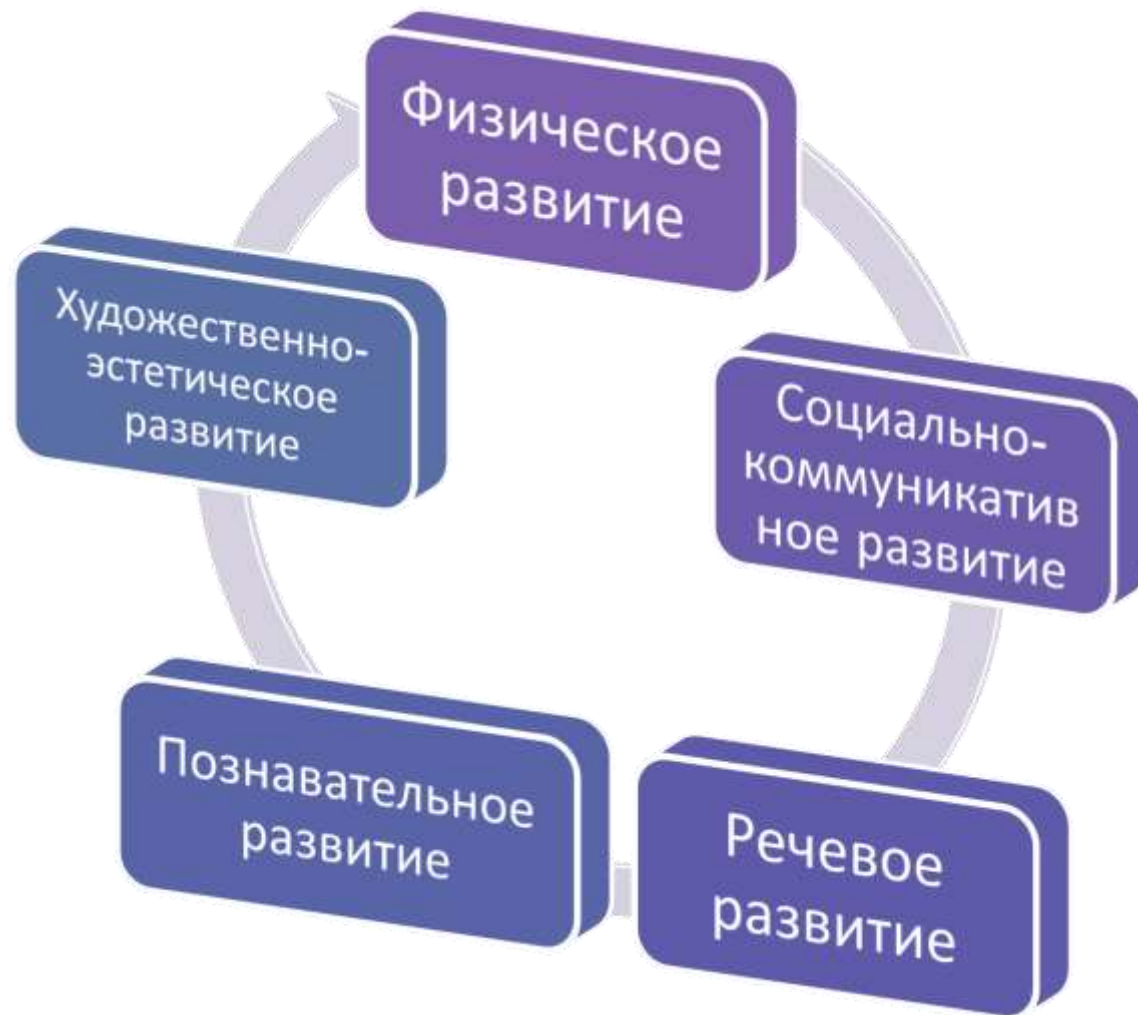 Физическое
развитие
Социально-
коммуникатив
ное развитие
Речевое
развитие
Познавательное
развитие
Художественно-
эстетическое
развитие